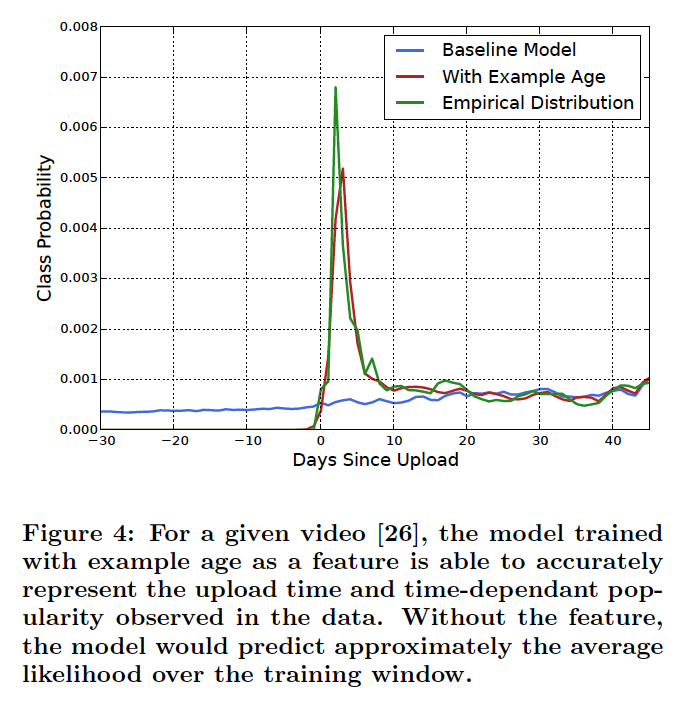 0.008
0.007
0.006
0.005
0.004
0.003
0.002
0.001
0.000
Class Probability
Baseline Model
With Example Age
Empirical Distribution
−30 −20 −10 0 10 20 30 40
Days Since Upload
Figure 4: For a given video [26], the model trained
with example age as a feature is able to accurately
represent the upload time and time-dependant pop-
ularity observed in the data. Without the feature,
the model would predict approximately the average
likelihood over the training window.